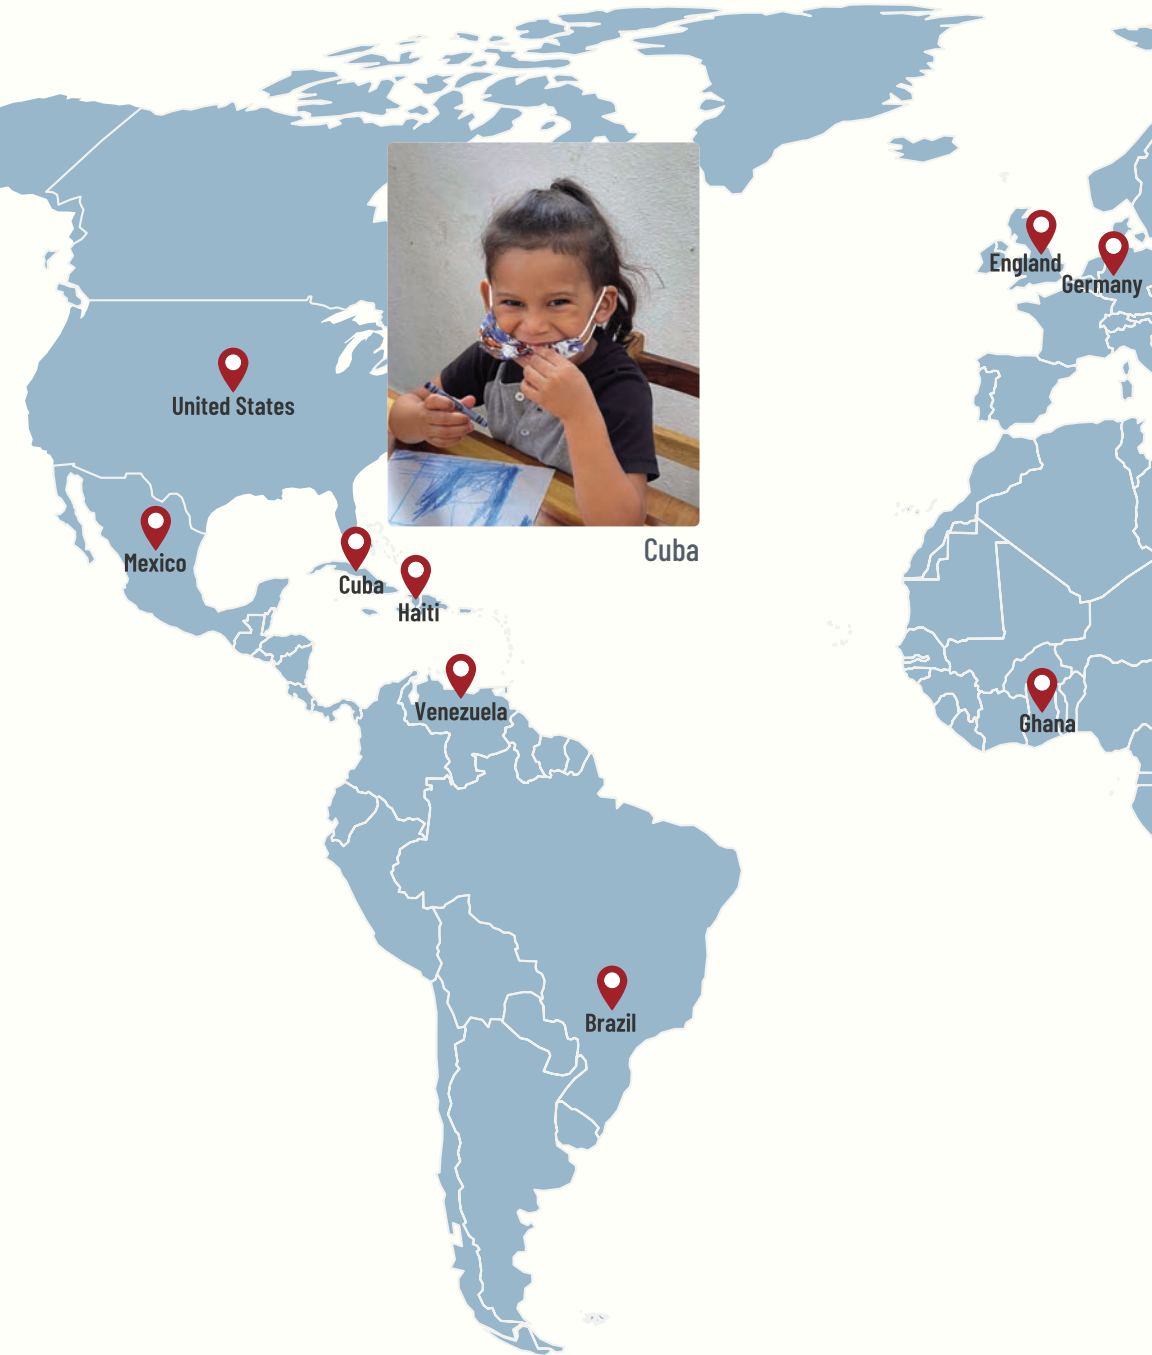 England
Germany
United States
Mexico
Cuba
Cuba
Haiti
Venezuela
Ghana
Brazil